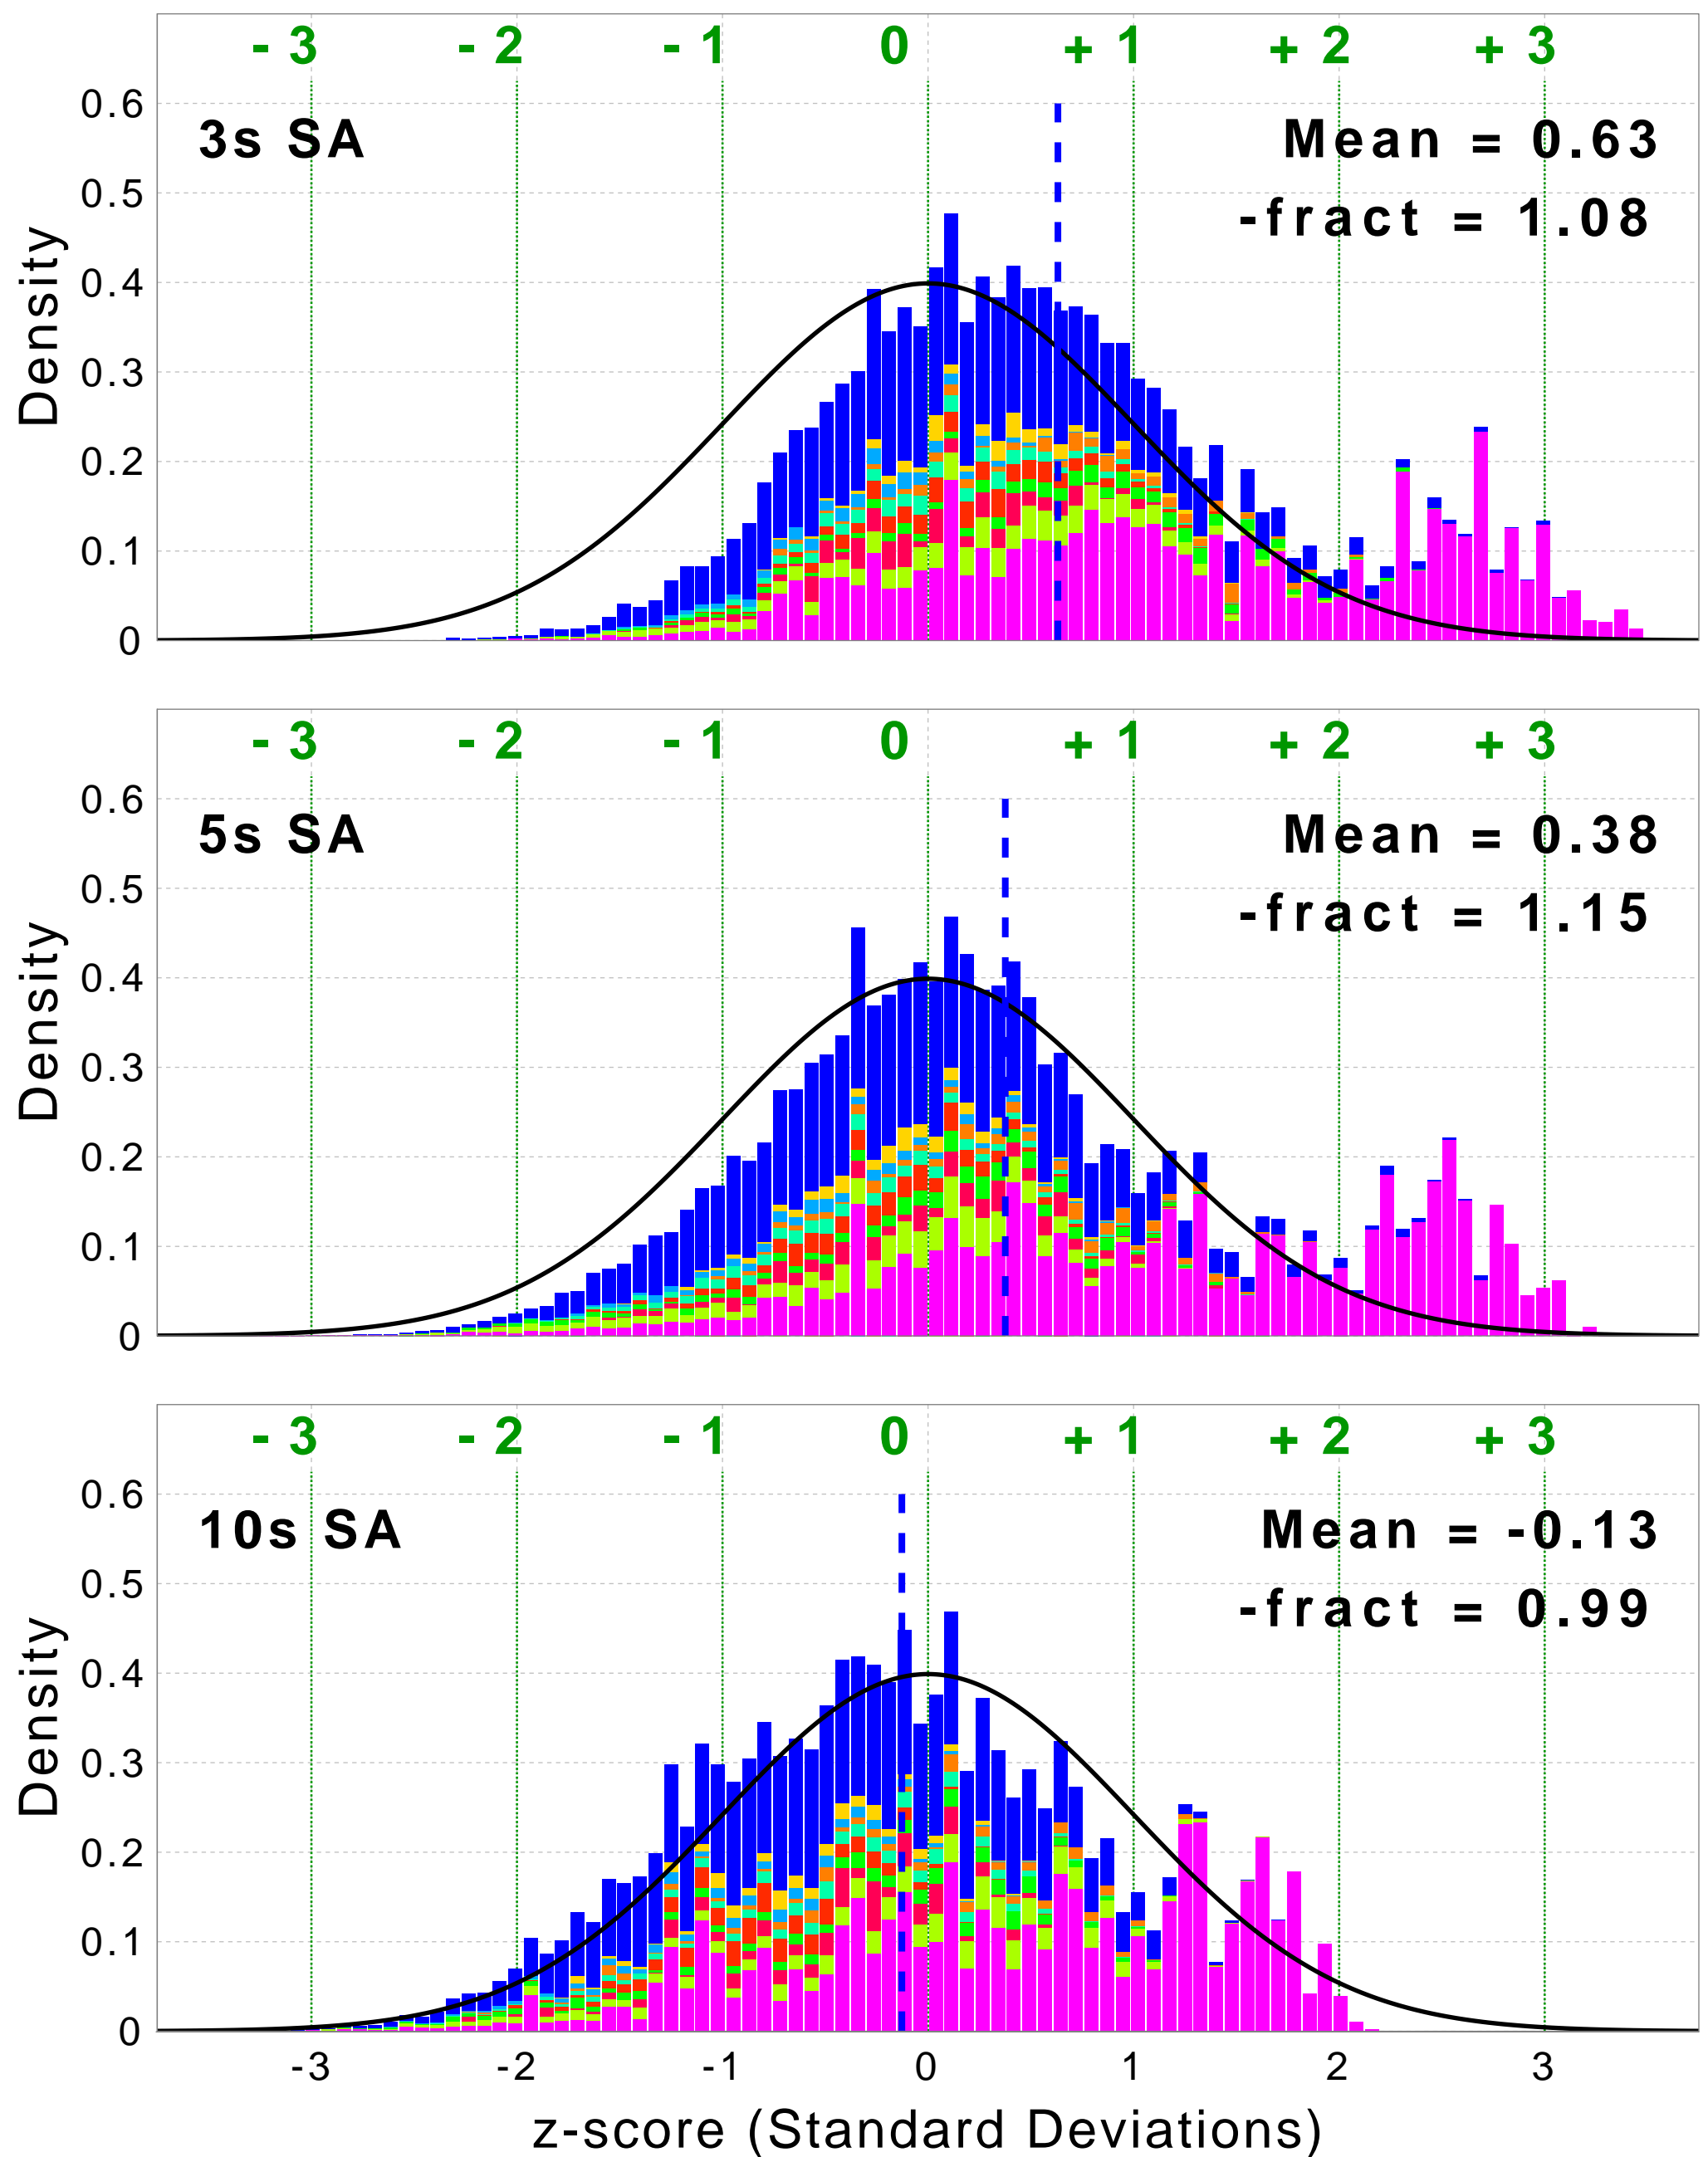 - 3 - 2 - 1 0 + 1 + 2 + 3
0.6
3s SA
Mean = 0.63
0.5
-fract = 1.08
0.4
0.3
0.2
0.1
0
Density
- 3 - 2 - 1 0 + 1 + 2 + 3
0.6
5s SA
Mean = 0.38
0.5
-fract = 1.15
0.4
0.3
0.2
0.1
0
Density
- 3 - 2 - 1 0 + 1 + 2 + 3
0.6
10s SA
Mean = -0.13
0.5
-fract = 0.99
0.4
0.3
0.2
0.1
0
Density
-3 -2 -1 0 1 2 3
z-score (Standard Deviations)